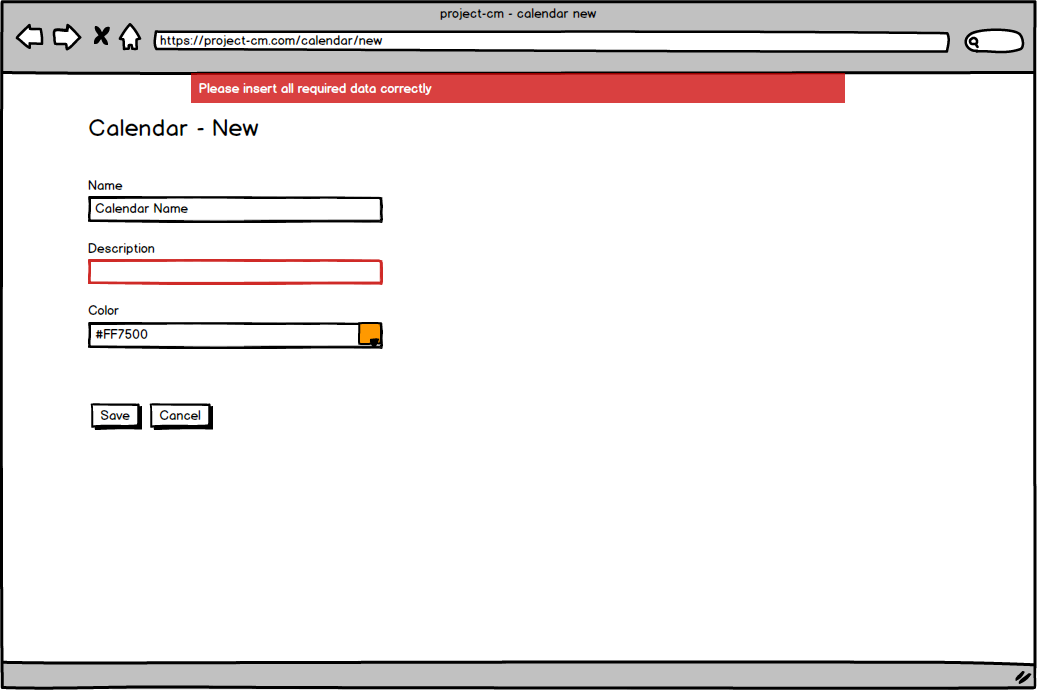 project-cm - calendar new
https://project-cm.com/calendar/new
Please insert all required data correctly
Calendar - New
Name
Calendar Name
Description
Color
#FF7500
Save Cancel